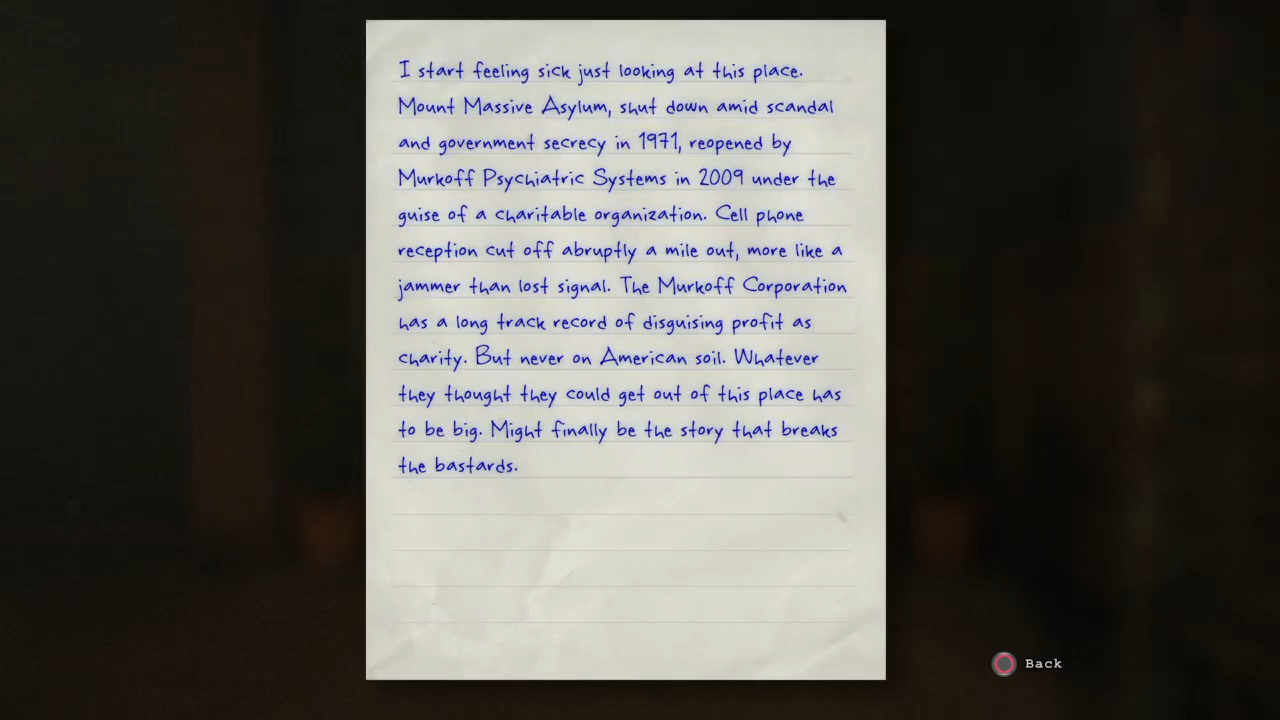 I start feeling sick just looking at this place.
Mount Massive Asylum, shut down amid scandal
and government secrecy in 1971, reopened by
Murkoff Psychiatric Systems in 2009 under the
guise of a charitable organization. Cell phone
reception cut off abruptly a mile out, more like a
jammer than lost signal. The Murkoff Corporation
has a long track record of disguising profit as
charity. But never on American soil. Whatever
they thought they could get out of this place has
to be big. Might finally be the story that breaks
the bastards.
Back